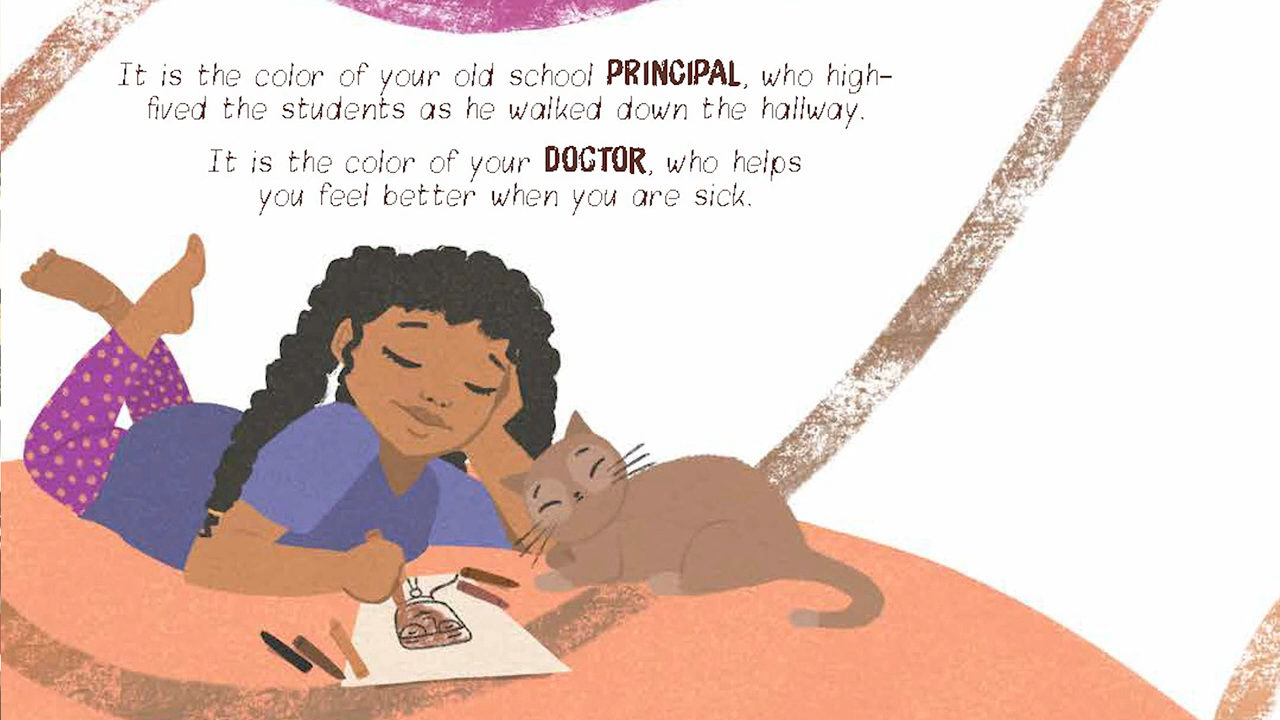 It is the color of your old school PRINCIPAL, who high-
fived the students as he walked down the hallway.
It is the color of your DOCTOR, who helps
you feel better when you are sick.